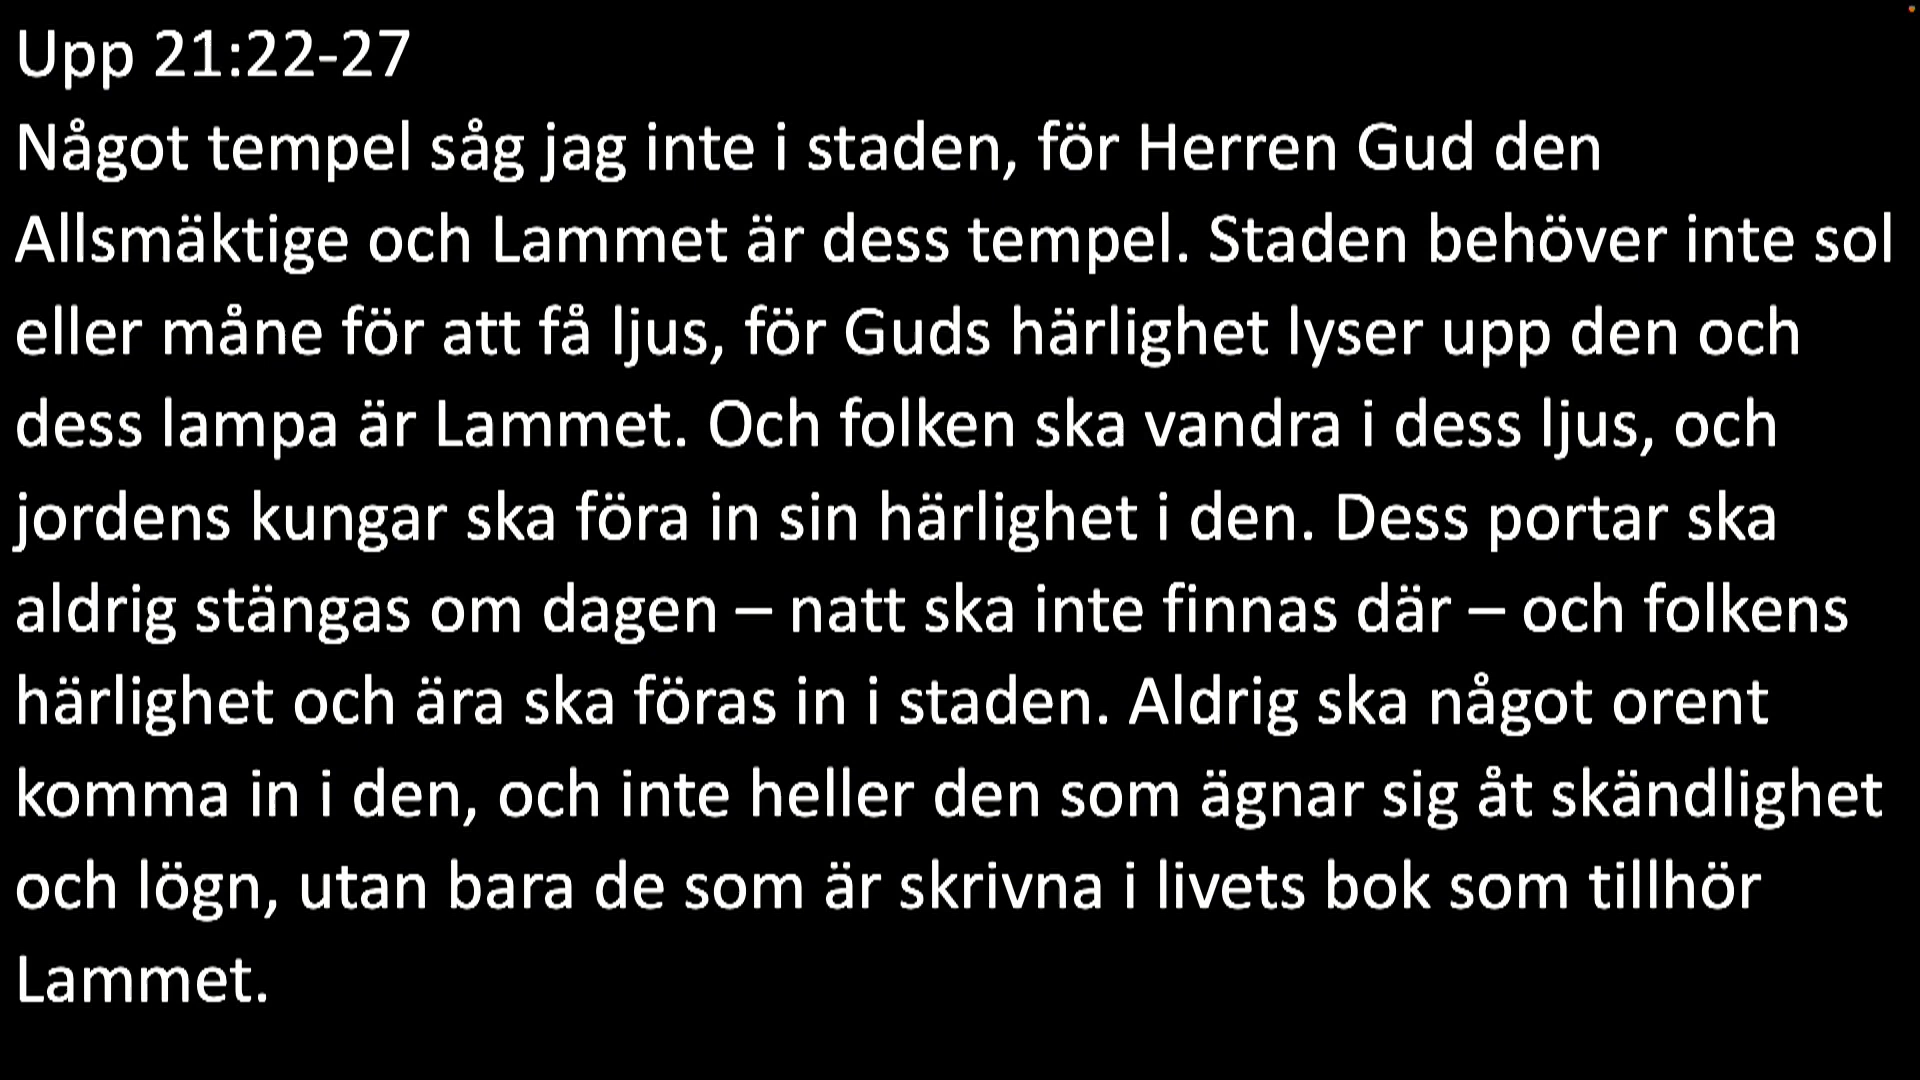 Upp 21:22-27
Något tempel såg jag inte i staden, för Herren Gud den
Allsmäktige och Lammet är dess tempel. Staden behöver inte sol
eller måne för att få ljus, för Guds härlighet lyser upp den och
dess lampa är Lammet. Och folken ska vandra i dess ljus, och
jordens kungar ska föra in sin härlighet i den. Dess portar ska
aldrig stängas om dagen – natt ska inte finnas där – och folkens
härlighet och ära ska föras in i staden. Aldrig ska något orent
komma in i den, och inte heller den som ägnar sig åt skändlighet
och lögn, utan bara de som är skrivna i livets bok som tillhör
Lammet.